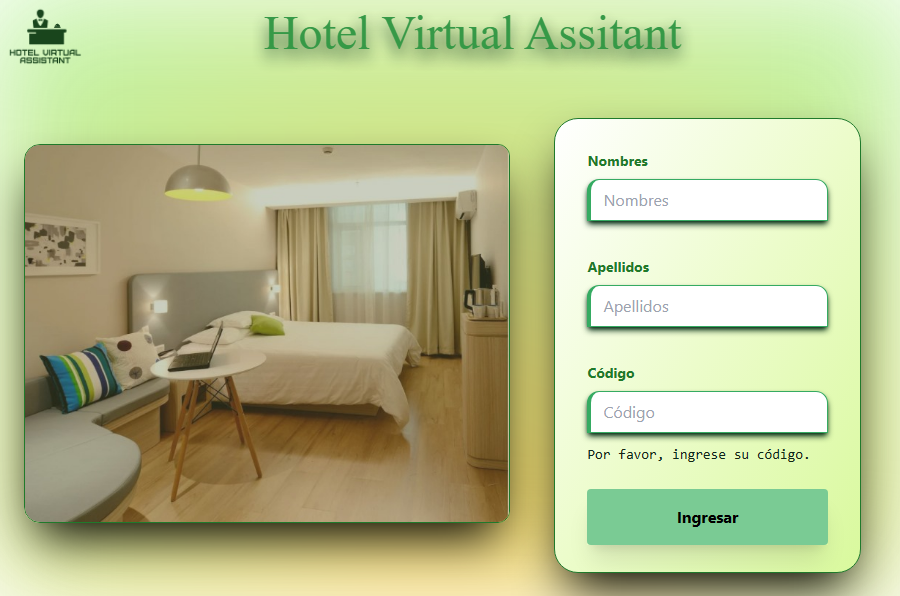 HOTEL VIRTUAL
ASSISTANT
Hotel Virtual Assitant
Nombres
Nombres
Apellidos
Apellidos
Código
Código
Por favor, ingrese su código.
Ingresar